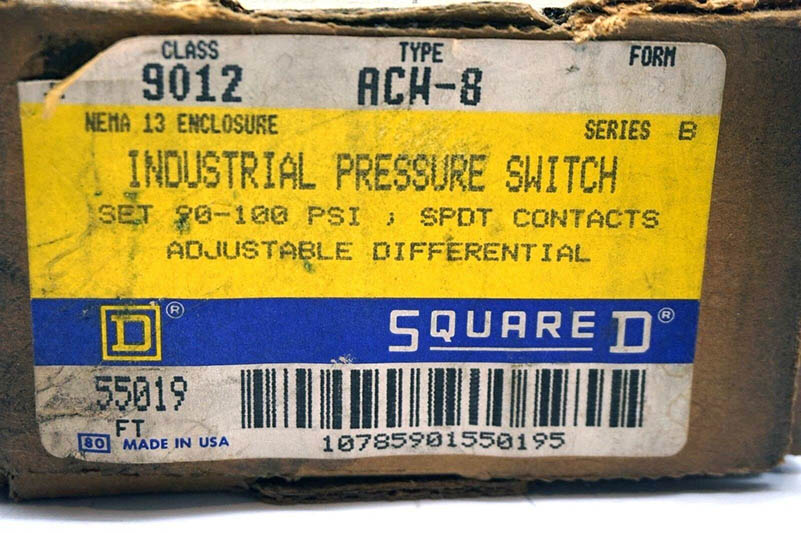 CLASS TYPE FORM
9012 ACW-8
NEMA 13 ENCLOSURE SERIES B
INDUSTRIAL PRESSURE SWITCH
SET 90-100 PSI ; SPDT CONTACTS
ADJUSTABLE DIFFERENTIAL
D ® SQUARE D ®
55019
FT
80 MADE IN USA
10785901550195